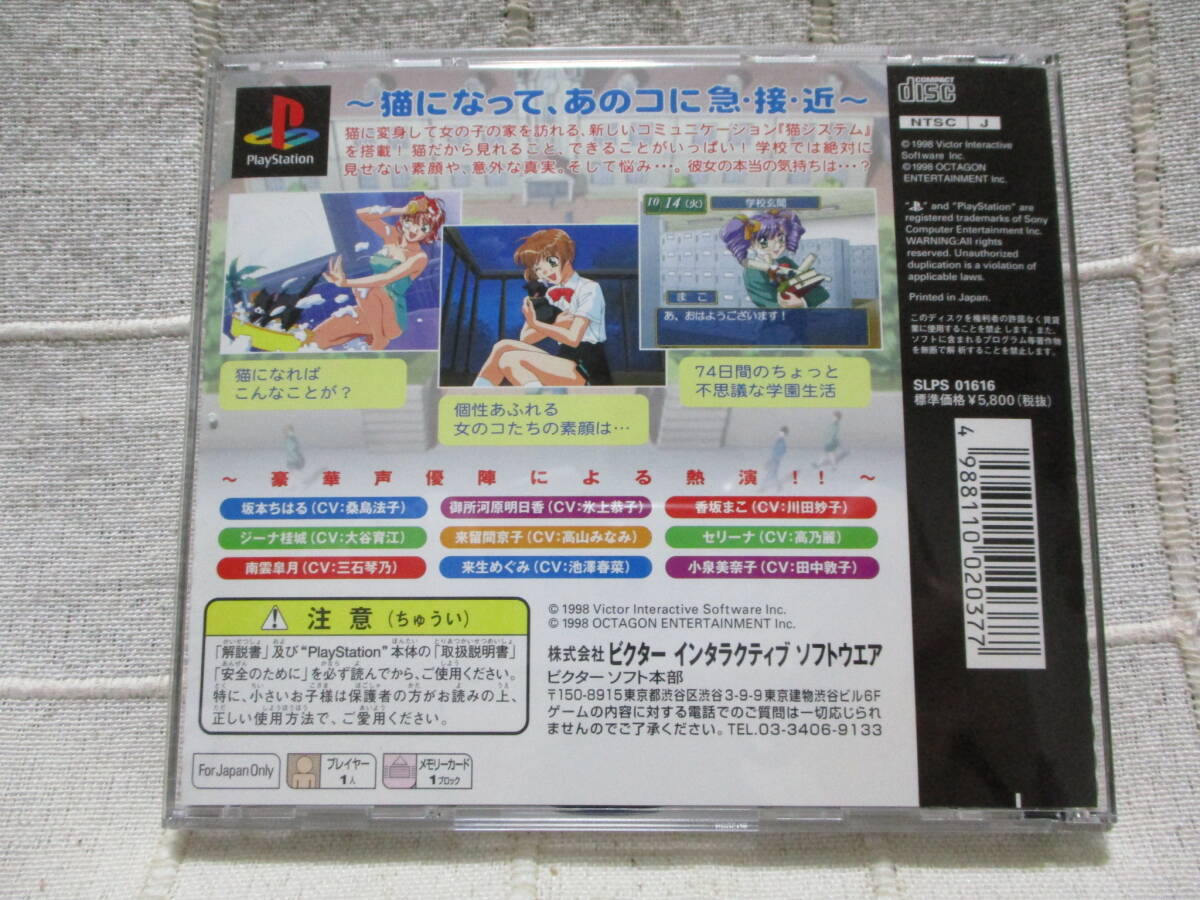 PlayStation
～猫になって、あのコに急・接・近～
猫に変身して女の子の家を訪れる、新しいコミュニケーション『猫システム』
を搭載！猫だから見れること、できることがいっぱい！学校では絶対に
見せない素顔や、意外な真実。そして悩み・・・。彼女の本当の気持ちは・・・？
10 14(火)
学校玄関
まこ
あ、おはようございます！
猫になれば
こんなことが？
個性あふれる
女のコたちの素顔は…
74日間のちょっと
不思議な学園生活
～豪華声優陣による熱演！！～
坂本ちはる(CV:桑島法子)
御所河原明日香(CV:氷上恭子)
香坂まこ(CV:川田妙子)
ジーナ桂城(CV:大谷育江)
来留間京子(CV:高山みなみ)
セリーナ(CV:高乃麗)
南雲皐月(CV:三石琴乃)
来生めぐみ(CV:池澤春菜)
小泉美奈子(CV:田中敦子)
注意(ちゅうい)
「解説書」及び"PlayStation"本体の「取扱説明書」
「安全のために」を必ず読んでから、ご使用ください。
特に、小さいお子様は保護者の方がお読みの上、
正しい使用方法で、ご愛用ください。
For Japan Only
プレイヤー
1人
メモリーカード
1ブロック
© 1998 Victor Interactive Software Inc.
© 1998 OCTAGON ENTERTAINMENT Inc.
株式会社ビクター インタラクティブ ソフトウエア
ビクター ソフト本部
〒150-8915東京都渋谷区渋谷3-9-9東京建物渋谷ビル6F
ゲームの内容に対する電話でのご質問は一切応じられ
ませんのでご了承ください。TEL.03-3406-9133
COMPACT
disc
NTSC J
© 1998 Victor Interactive
Software Inc.
© 1998 OCTAGON
ENTERTAINMENT Inc.
" " and "PlayStation" are
registered trademarks of Sony
Computer Entertainment Inc.
WARNING:All rights
reserved. Unauthorized
duplication is a violation of
applicable laws.
Printed in Japan.
このディスクを権利者の許諾なく賃貸
業に使用することを禁止します。また、
ソフトに含まれるプログラム等著作物
を無断で解析することを禁止します。
SLPS 01616
標準価格¥5,800(税抜)
4 988110 020377